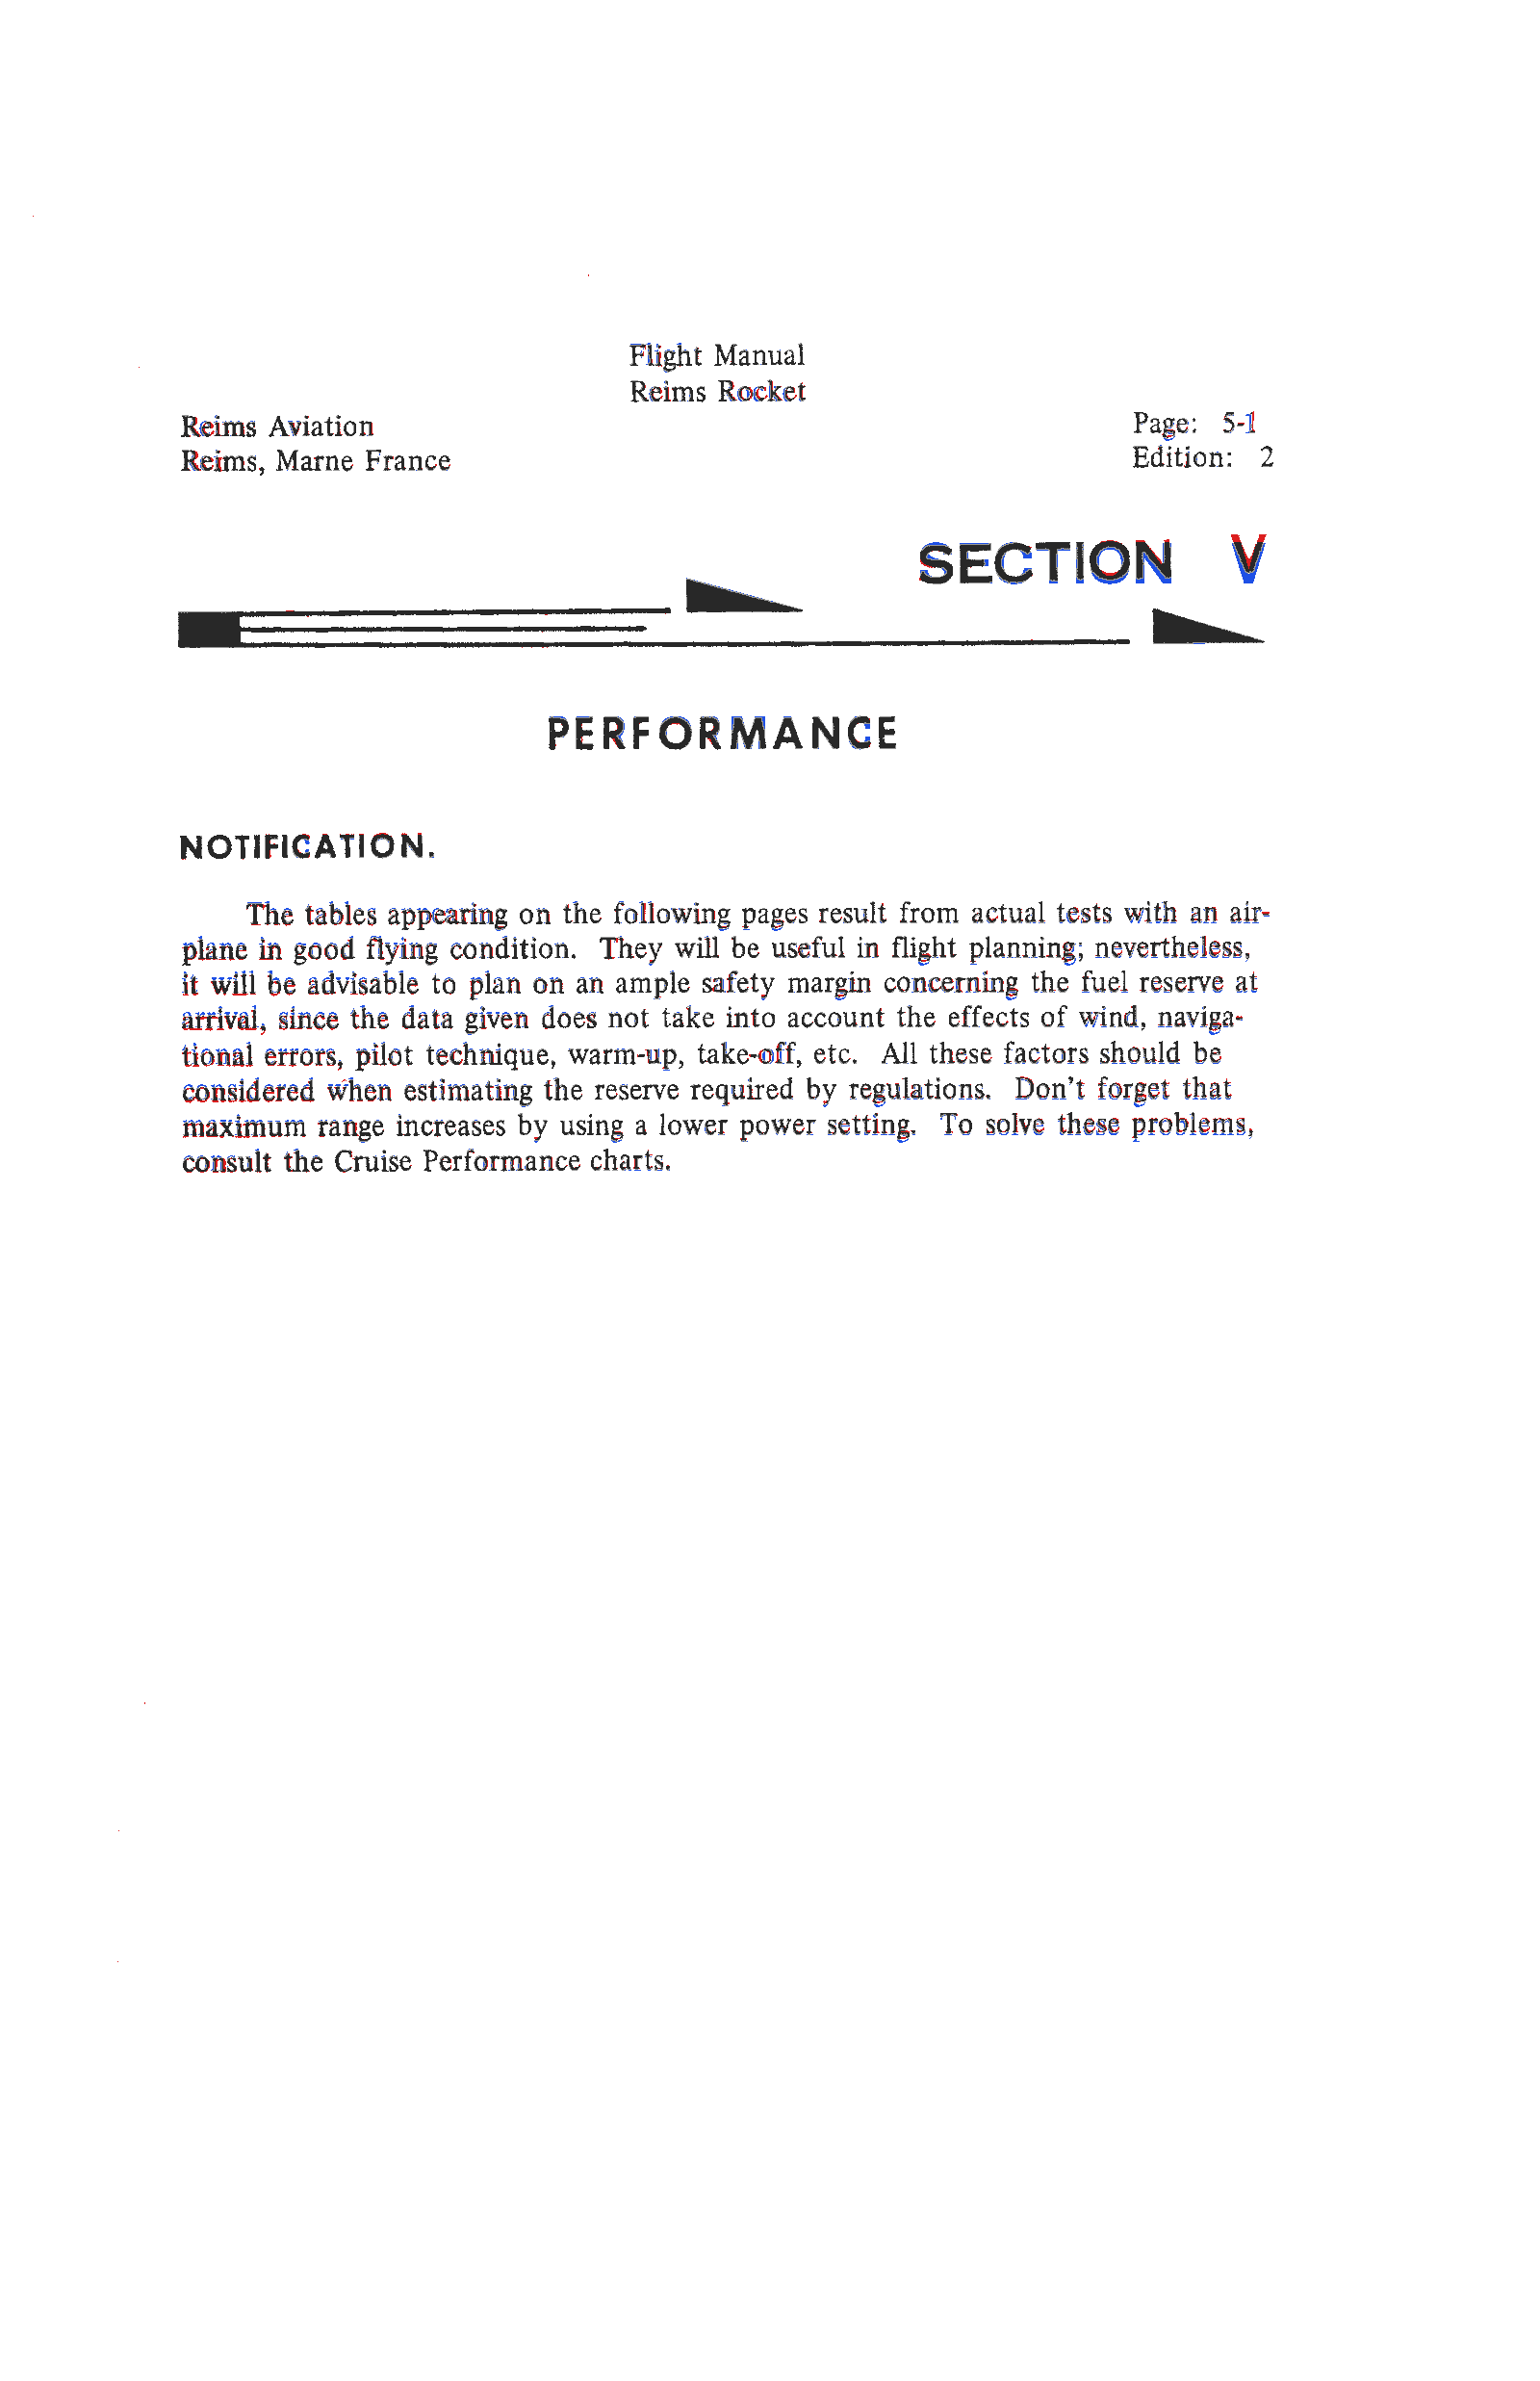 Flight Manual
Reims Rocket
Reims Aviation
Page: 5-1
Reims, Marne France
Edition: 2
SECTION V
PERFORMANCE
NOTIFICATION.
The tables appearing on the following pages result from actual tests with an air-
plane in good flying condition. They will be useful in flight planning; nevertheless,
it will be advisable to plan on an ample safety margin concerning the fuel reserve at
arrival, since the data given does not take into account the effects of wind, naviga-
tional errors, pilot technique, warm-up, take-off, etc. All these factors should be
considered when estimating the reserve required by regulations. Don't forget that
maximum range increases by using a lower power setting. To solve these problems,
consult the Cruise Performance charts.